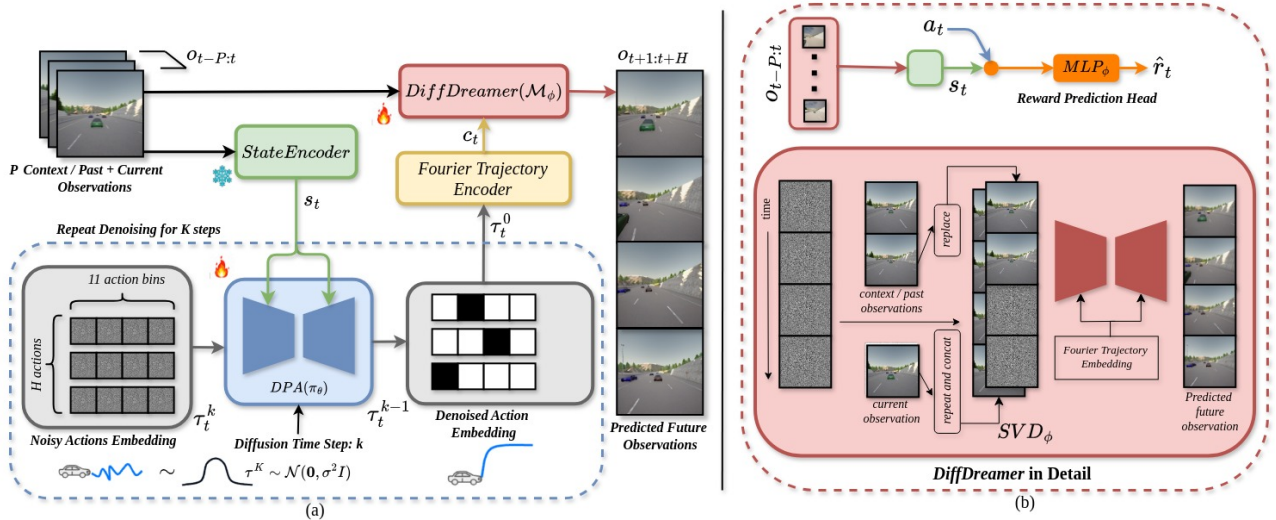 o_{t-P:t}
P Context / Past + Current
Observations
StateEncoder
s_t
DiffDreamer(M_ϕ)
c_t
Fourier Trajectory
Encoder
τ_t^0
o_{t+1:t+H}
Predicted Future
Observations
Repeat Denoising for K steps
11 action bins
H actions
τ_t^k
Noisy Actions Embedding
DPA(π_θ)
Diffusion Time Step: k
τ_t^{k-1}
Denoised Action
Embedding
~
τ^K ~ N(0, σ²I)
(a)
o_{t-P:t}
a_t
s_t
MLP_ϕ
r̂_t
Reward Prediction Head
time
context / past
observations
replace
current
observation
repeat and concat
SVD_ϕ
Fourier Trajectory
Embedding
Predicted
future
observation
DiffDreamer in Detail
(b)